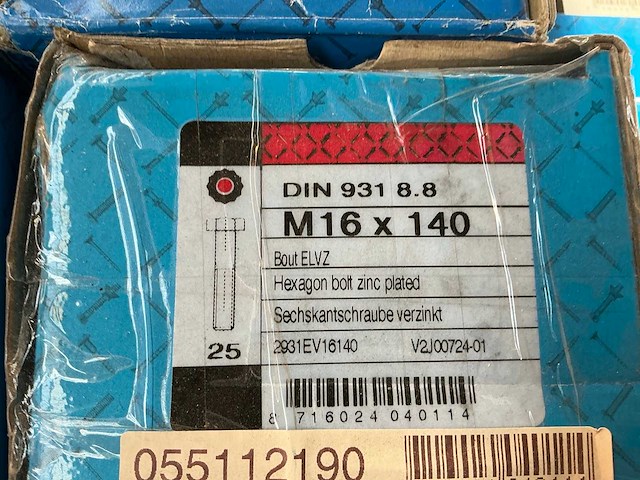 DIN 931 8.8
M16 x 140
Bout ELVZ
Hexagon bolt zinc plated
Sechskantschraube verzinkt
25
2931EV16140 V2J00724-01
8 716024 040114
055112190